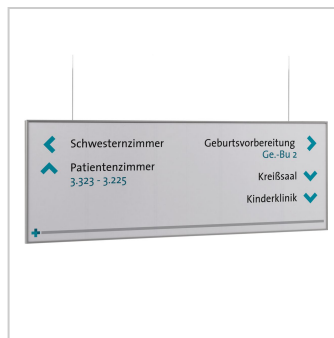 Schwesternzimmer
Patientenzimmer
3.323 - 3.225
Geburtsvorbereitung
Ge.-Bu 2
Kreißsaal
Kinderklinik